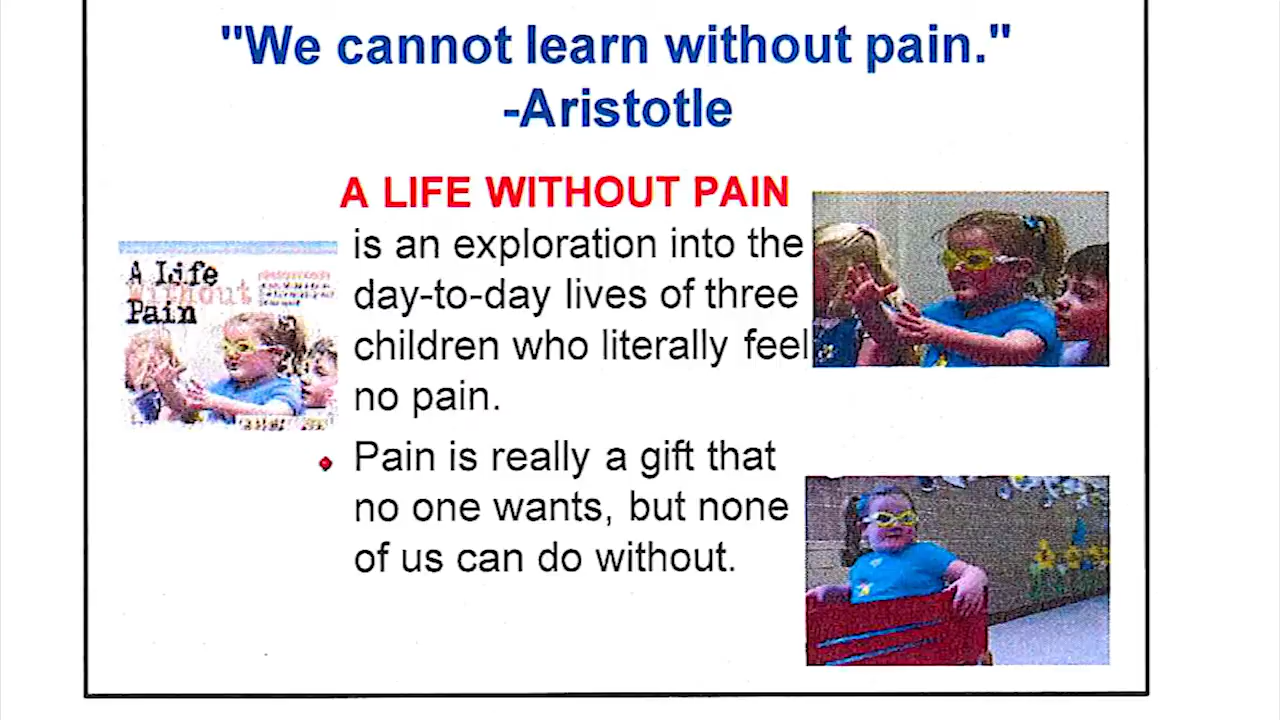 "We cannot learn without pain."
-Aristotle
A LIFE WITHOUT PAIN
is an exploration into the
day-to-day lives of three
children who literally feel
no pain.
Pain is really a gift that
no one wants, but none
of us can do without.
A Life
without
Pain